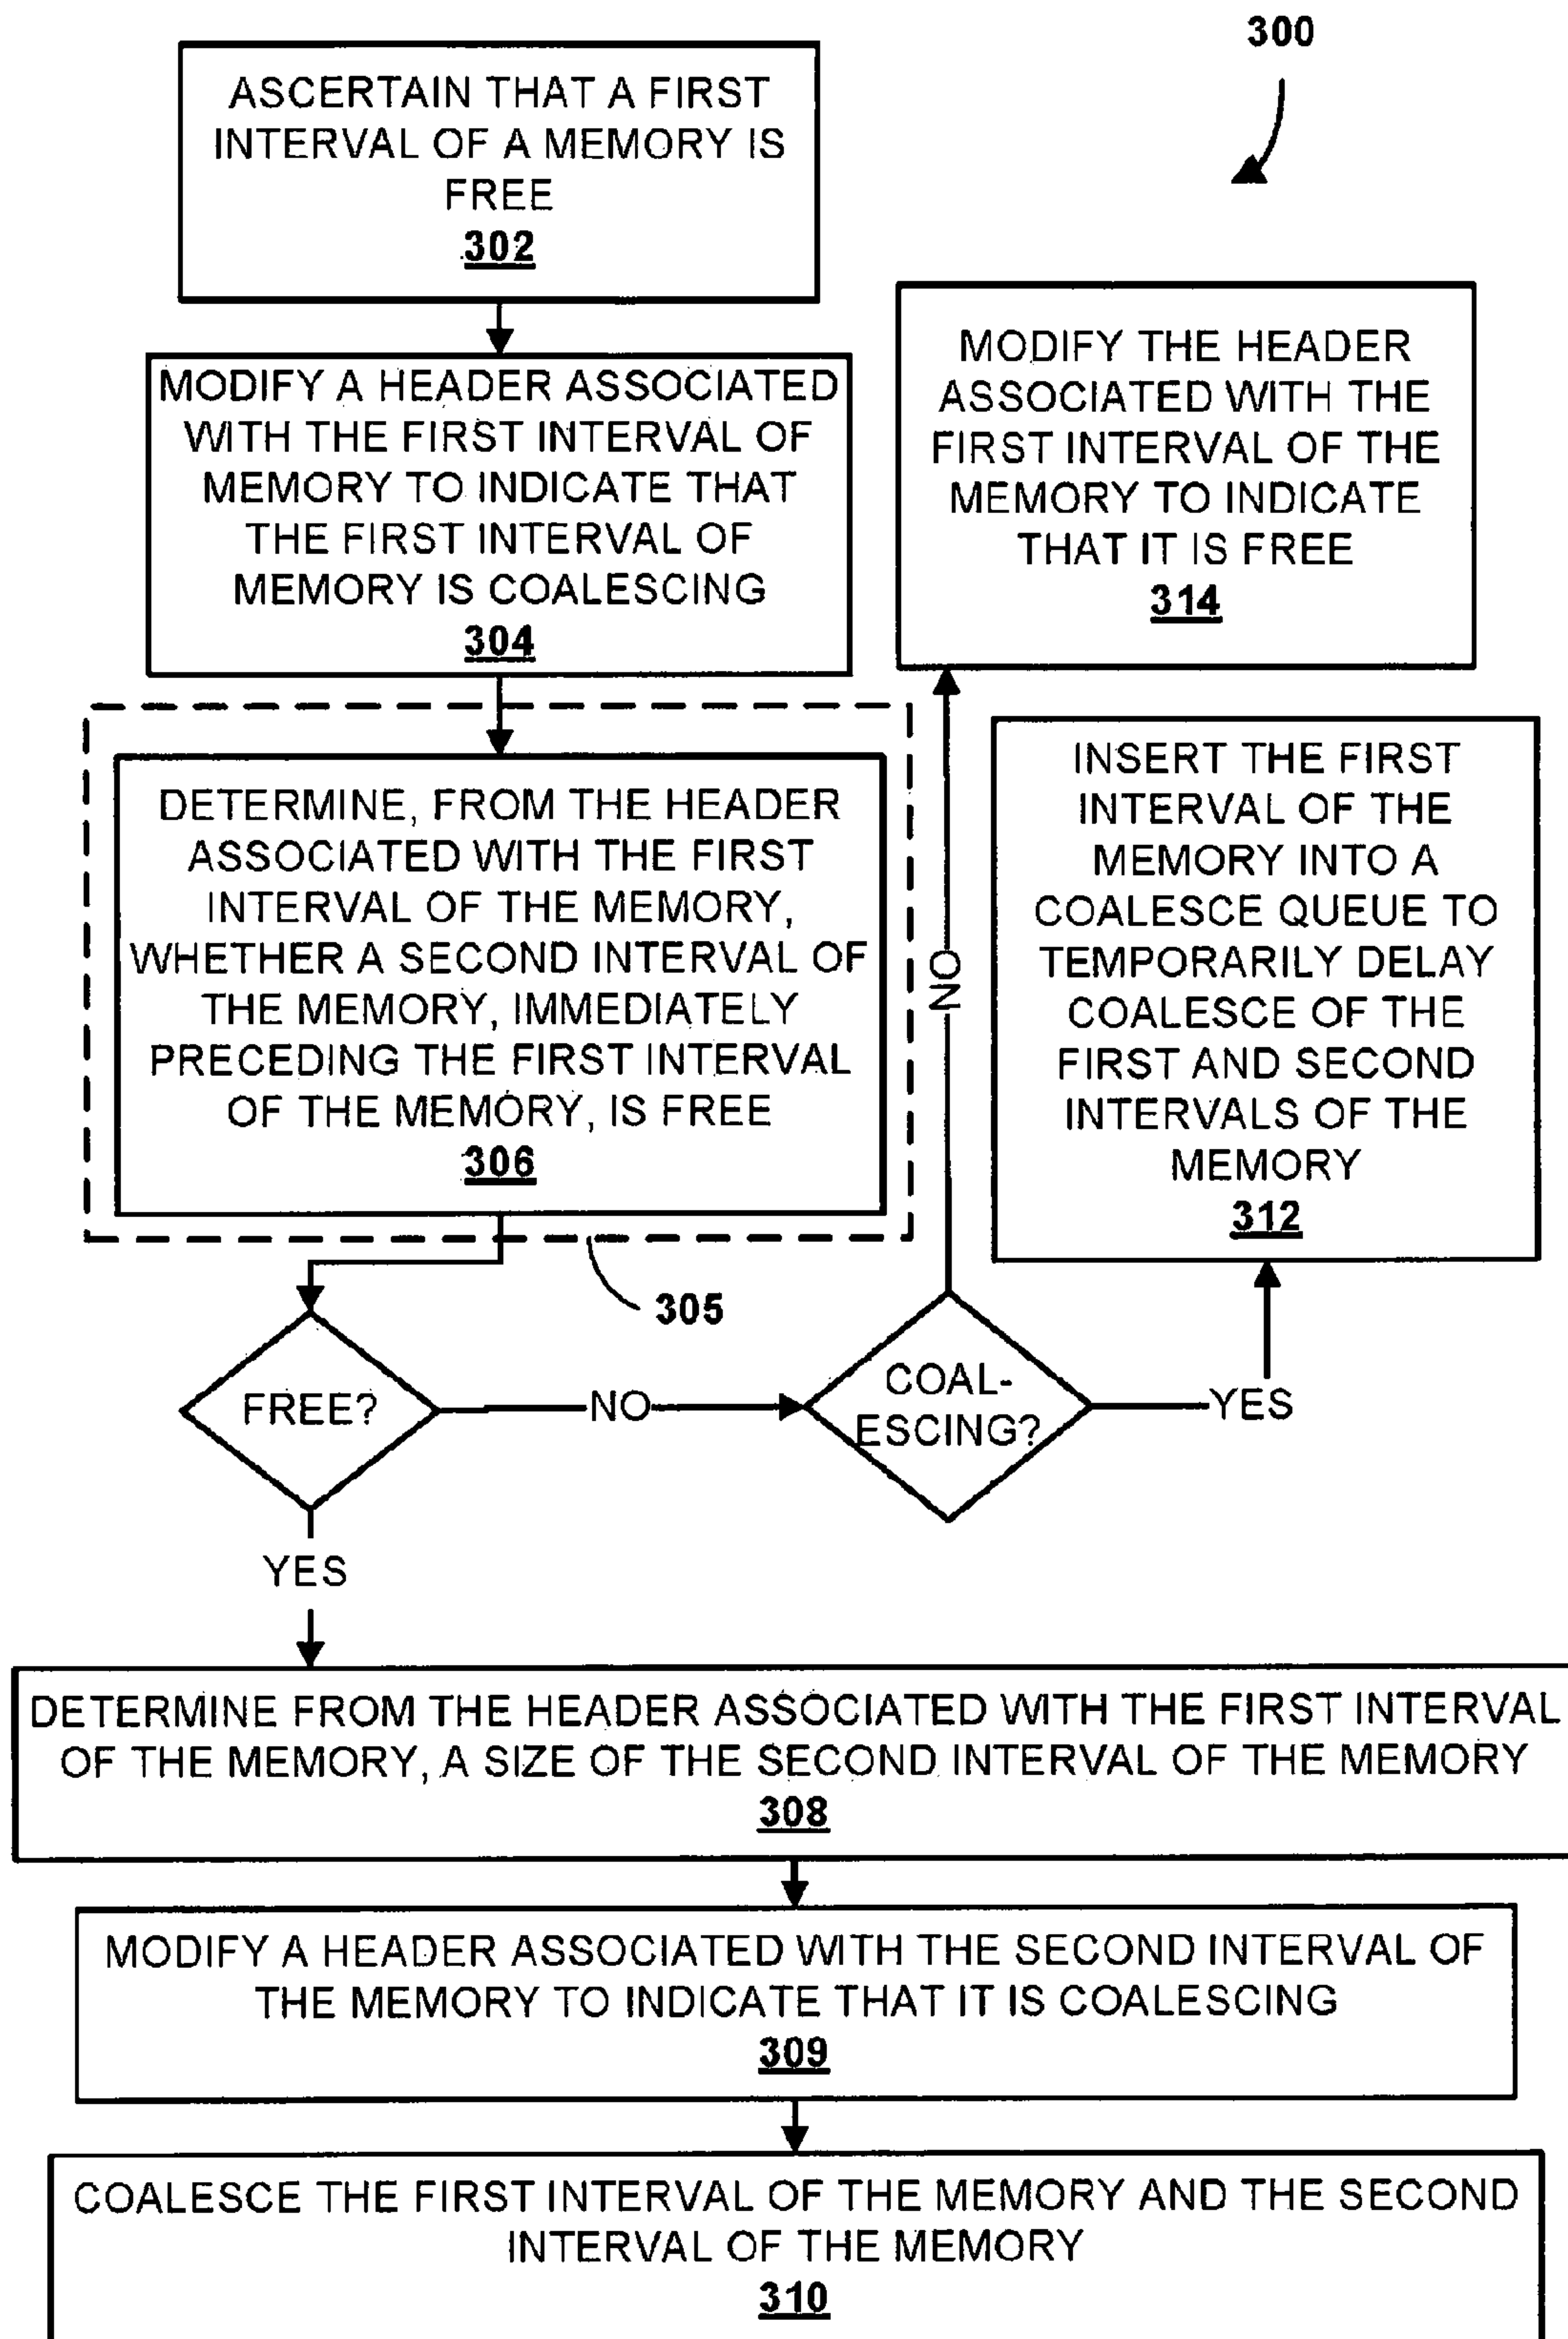 300
ASCERTAIN THAT A FIRST
INTERVAL OF A MEMORY IS
FREE
302
MODIFY A HEADER ASSOCIATED
WITH THE FIRST INTERVAL OF
MEMORY TO INDICATE THAT
THE FIRST INTERVAL OF
MEMORY IS COALESCING
304
MODIFY THE HEADER
ASSOCIATED WITH THE
FIRST INTERVAL OF THE
MEMORY TO INDICATE
THAT IT IS FREE
314
DETERMINE, FROM THE HEADER
ASSOCIATED WITH THE FIRST
INTERVAL OF THE MEMORY,
WHETHER A SECOND INTERVAL OF
THE MEMORY, IMMEDIATELY
PRECEDING THE FIRST INTERVAL
OF THE MEMORY, IS FREE
306
NO
INSERT THE FIRST
INTERVAL OF THE
MEMORY INTO A
COALESCE QUEUE TO
TEMPORARILY DELAY
COALESCE OF THE
FIRST AND SECOND
INTERVALS OF THE
MEMORY
312
305
FREE?
NO
COAL-
ESCING?
YES
YES
DETERMINE FROM THE HEADER ASSOCIATED WITH THE FIRST INTERVAL
OF THE MEMORY, A SIZE OF THE SECOND INTERVAL OF THE MEMORY
308
MODIFY A HEADER ASSOCIATED WITH THE SECOND INTERVAL OF
THE MEMORY TO INDICATE THAT IT IS COALESCING
309
COALESCE THE FIRST INTERVAL OF THE MEMORY AND THE SECOND
INTERVAL OF THE MEMORY
310